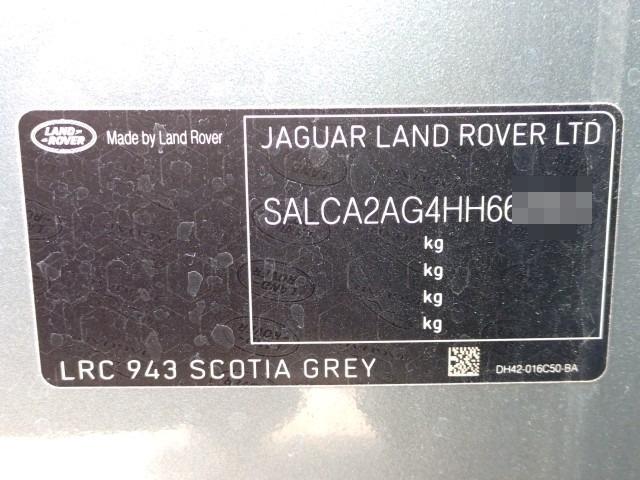 LAND ROVER
Made by Land Rover
JAGUAR LAND ROVER LTD
SALCA2AG4HH66
kg
kg
kg
kg
LRC 943 SCOTIA GREY
DH42-016C50-BA